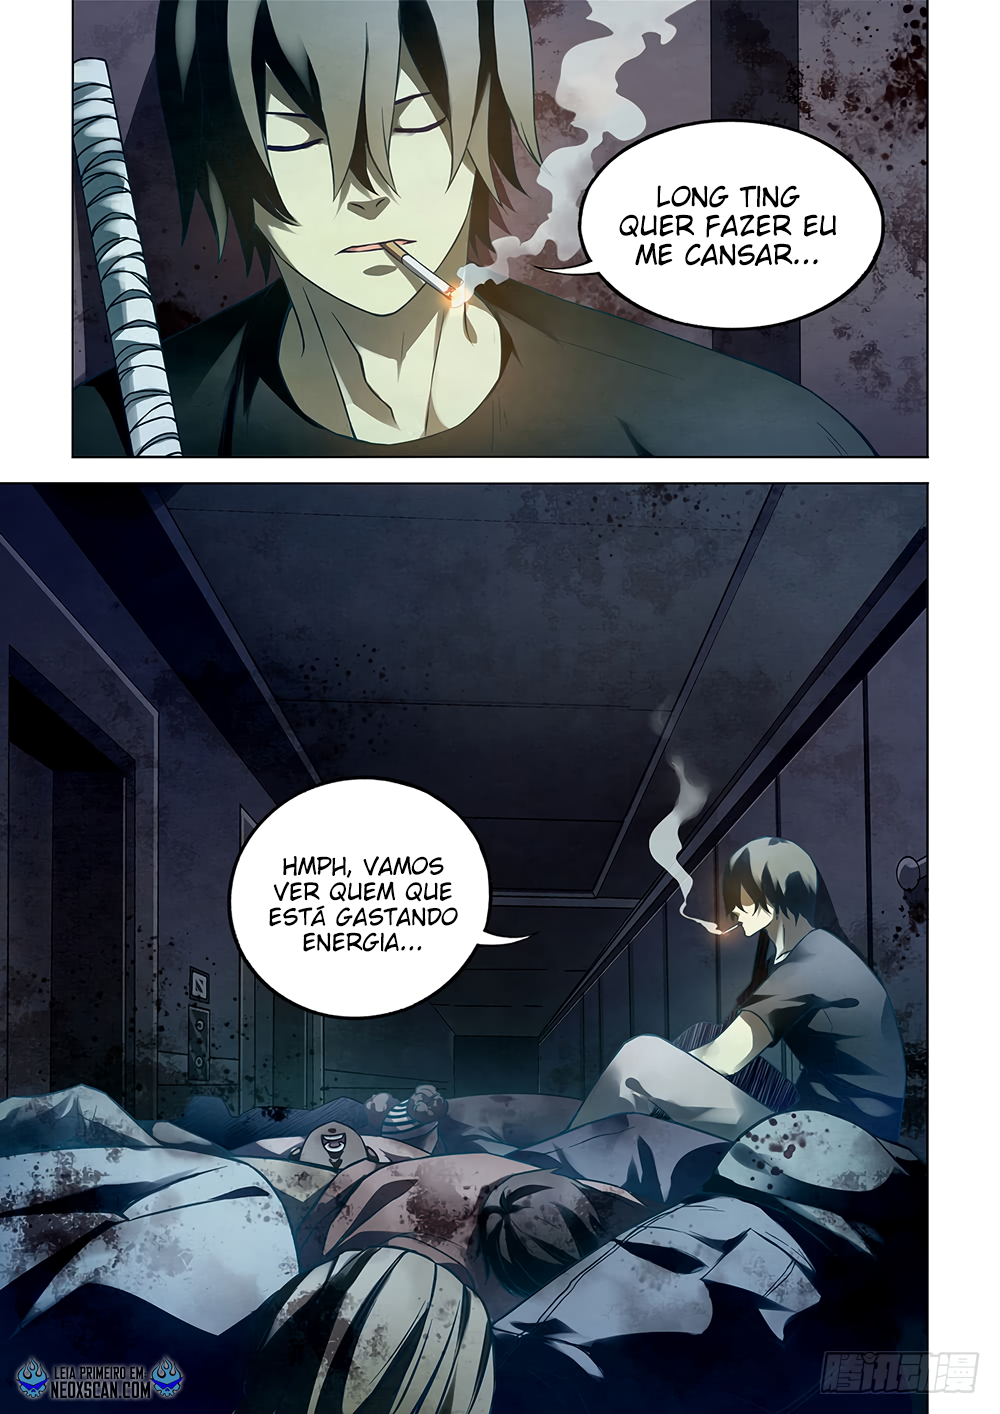 LONG TING
QUER FAZER EU
ME CANSAR...
HMPH, VAMOS
VER QUEM QUE
ESTÁ GASTANDO
ENERGIA...
LEIA PRIMEIRO EM-
NEOXSCAN.COM
腾讯动漫